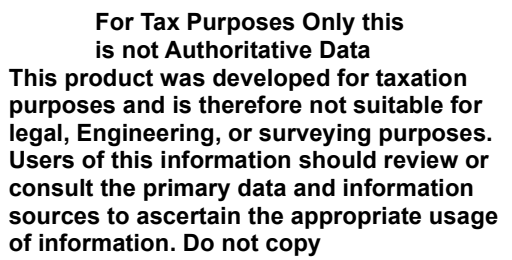 For Tax Purposes Only this
is not Authoritative Data
This product was developed for taxation
purposes and is therefore not suitable for
legal, Engineering, or surveying purposes.
Users of this information should review or
consult the primary data and information
sources to ascertain the appropriate usage
of information. Do not copy